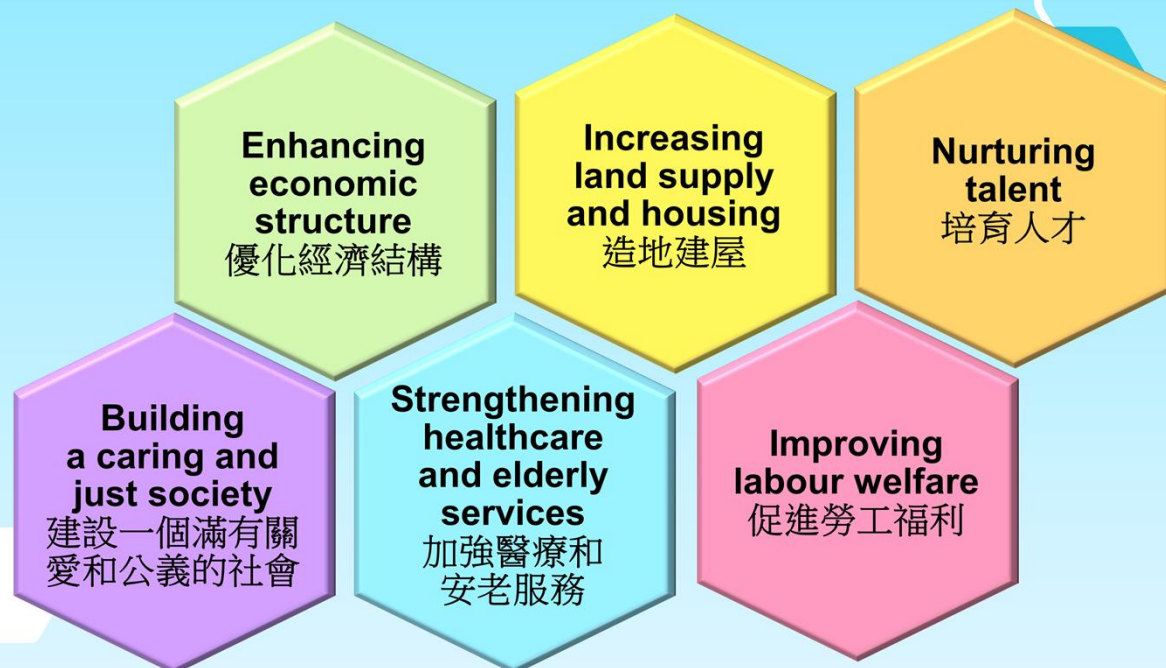 Enhancing
economic
structure
優化經濟結構
Increasing
land supply
and housing
造地建屋
Nurturing
talent
培育人才
Building
a caring and
just society
建設一個滿有關
愛和公義的社會
Strengthening
healthcare
and elderly
services
加強醫療和
安老服務
Improving
labour welfare
促進勞工福利